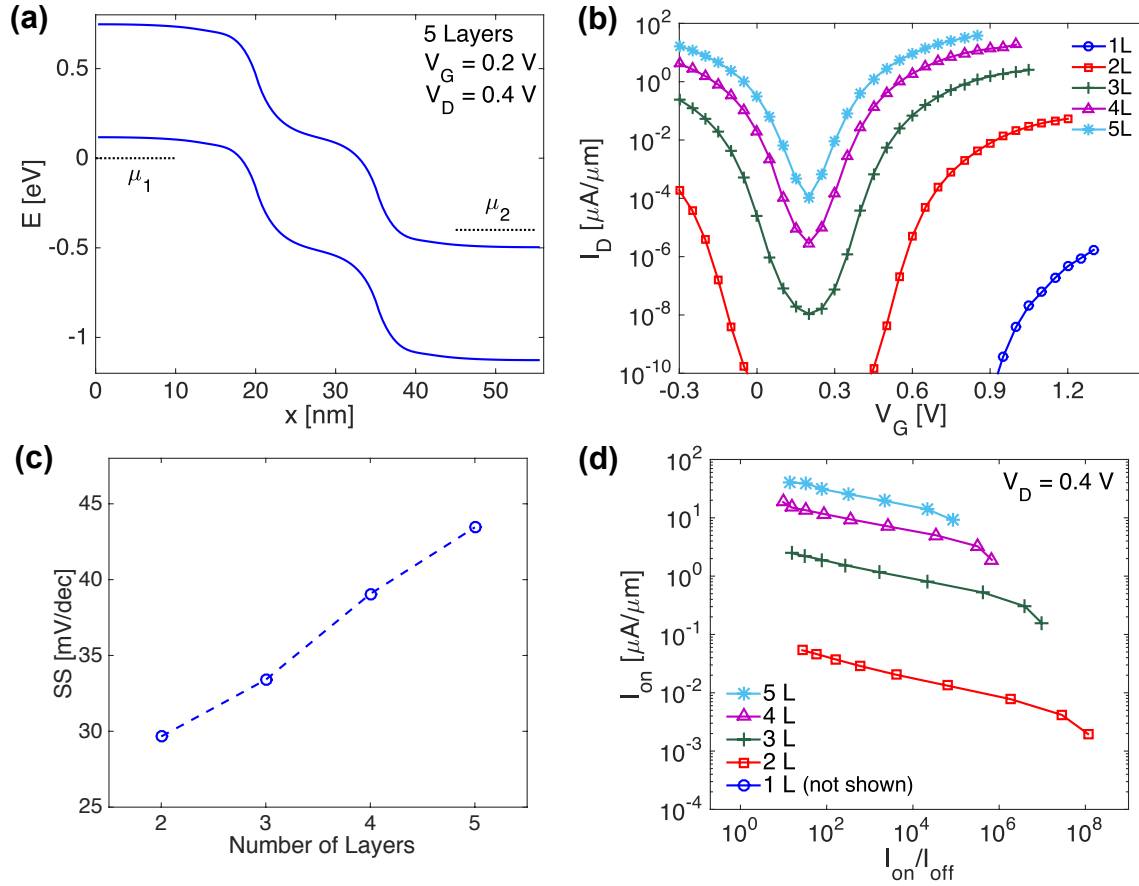 (a)
5 Layers
V_G = 0.2 V
V_D = 0.4 V
0.5
0
-0.5
-1
μ_1
μ_2
E [eV]
0 10 20 30 40 50
x [nm]
(b)
1L
2L
3L
4L
5L
10^2
10^0
10^-2
10^-4
10^-6
10^-8
10^-10
I_D [μA/μm]
-0.3 0 0.3 0.6 0.9 1.2
V_G [V]
(c)
45
40
35
30
25
SS [mV/dec]
2 3 4 5
Number of Layers
(d)
V_D = 0.4 V
10^2
10^1
10^0
10^-1
10^-2
10^-3
10^-4
I_on [μA/μm]
5 L
4 L
3 L
2 L
1 L (not shown)
10^0 10^2 10^4 10^6 10^8
I_on/I_off